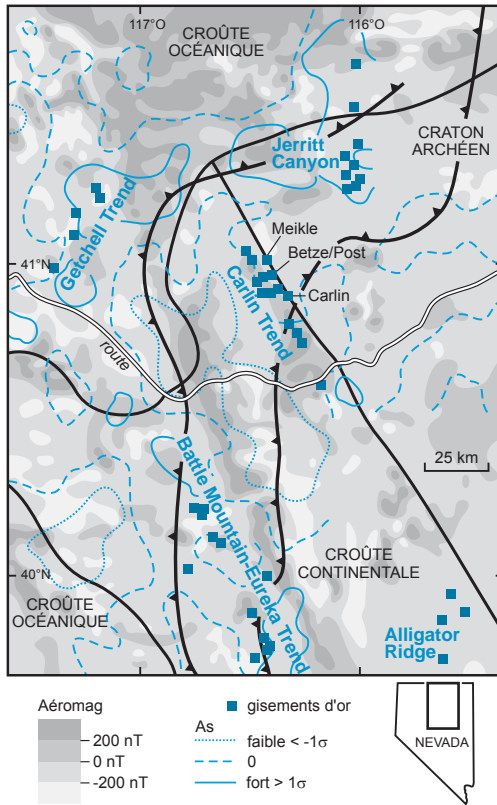 117°O
116°O
CROÛTE
OCÉANIQUE
CRATON
ARCHÉEN
Jerritt
Canyon
Getchell Trend
Meikle
Betze/Post
41°N
Carlin
Carlin Trend
route
25 km
Battle Mountain-Eureka Trend
40°N
CROÛTE
CONTINENTALE
CROÛTE
OCÉANIQUE
Alligator
Ridge
Aéromag
200 nT
0 nT
-200 nT
gisements d'or
As
faible < -1σ
0
fort > 1σ
NEVADA